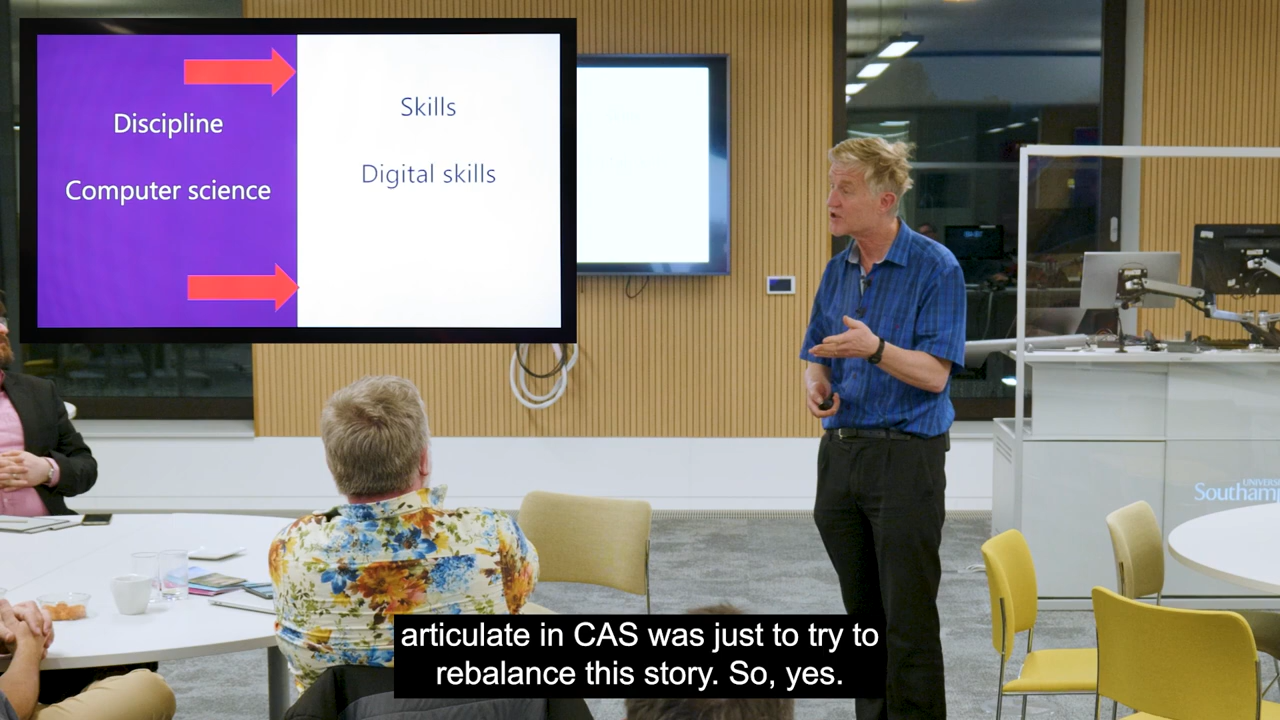 Discipline
Computer science
Skills
Digital skills
articulate in CAS was just to try to
rebalance this story. So, yes.